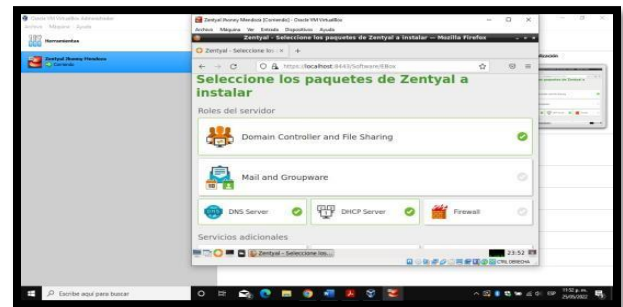 Oracle VM VirtualBox Administrador
Archivo Máquina Ayuda
Herramientas
Zentyal Jhonny Mendoza
Corriendo
Zentyal Jhonny Mendoza [Corriendo] - Oracle VM VirtualBox
Archivo Máquina Ver Entrada Dispositivos Ayuda
Zentyal - Seleccione los paquetes de Zentyal a instalar — Mozilla Firefox
Zentyal - Seleccione lo
https://localhost:8443/Software/EBox
Seleccione los paquetes de Zentyal a
instalar
Roles del servidor
Domain Controller and File Sharing
Mail and Groupware
DNS Server
DHCP Server
Firewall
Servicios adicionales
Zentyal - Seleccione los...
23:52
CTRL DERECHA
Escribe aquí para buscar
ESP
11:52 p. m.
25/05/2022